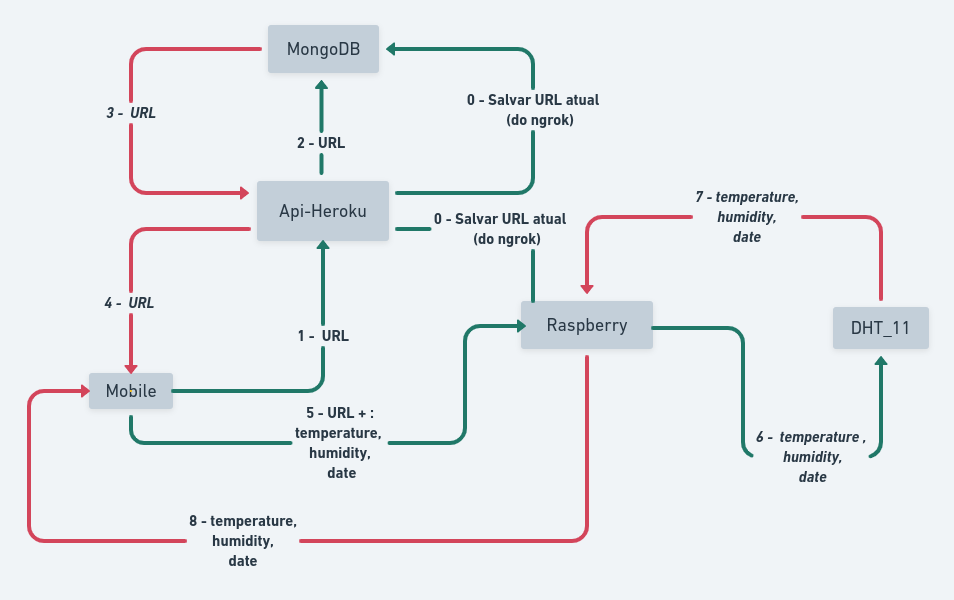 MongoDB
0 - Salvar URL atual
(do ngrok)
3 - URL
2 - URL
Api-Heroku
0 - Salvar URL atual
(do ngrok)
7 - temperature,
humidity,
date
4 - URL
1 - URL
Raspberry
DHT_11
Mobile
5 - URL + :
temperature,
humidity,
date
6 - temperature ,
humidity,
date
8 - temperature,
humidity,
date